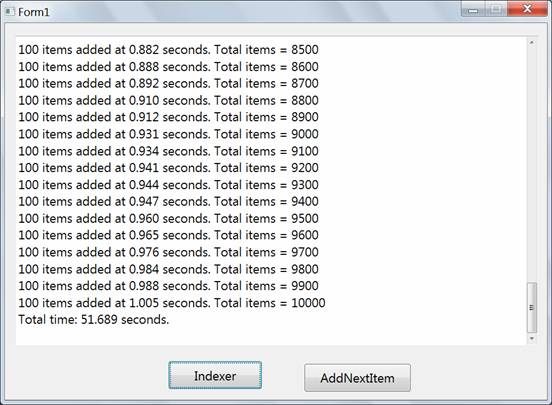 Form1
100 items added at 0.882 seconds. Total items = 8500
100 items added at 0.888 seconds. Total items = 8600
100 items added at 0.892 seconds. Total items = 8700
100 items added at 0.910 seconds. Total items = 8800
100 items added at 0.912 seconds. Total items = 8900
100 items added at 0.931 seconds. Total items = 9000
100 items added at 0.934 seconds. Total items = 9100
100 items added at 0.941 seconds. Total items = 9200
100 items added at 0.944 seconds. Total items = 9300
100 items added at 0.947 seconds. Total items = 9400
100 items added at 0.960 seconds. Total items = 9500
100 items added at 0.965 seconds. Total items = 9600
100 items added at 0.976 seconds. Total items = 9700
100 items added at 0.984 seconds. Total items = 9800
100 items added at 0.988 seconds. Total items = 9900
100 items added at 1.005 seconds. Total items = 10000
Total time: 51.689 seconds.
Indexer
AddNextItem